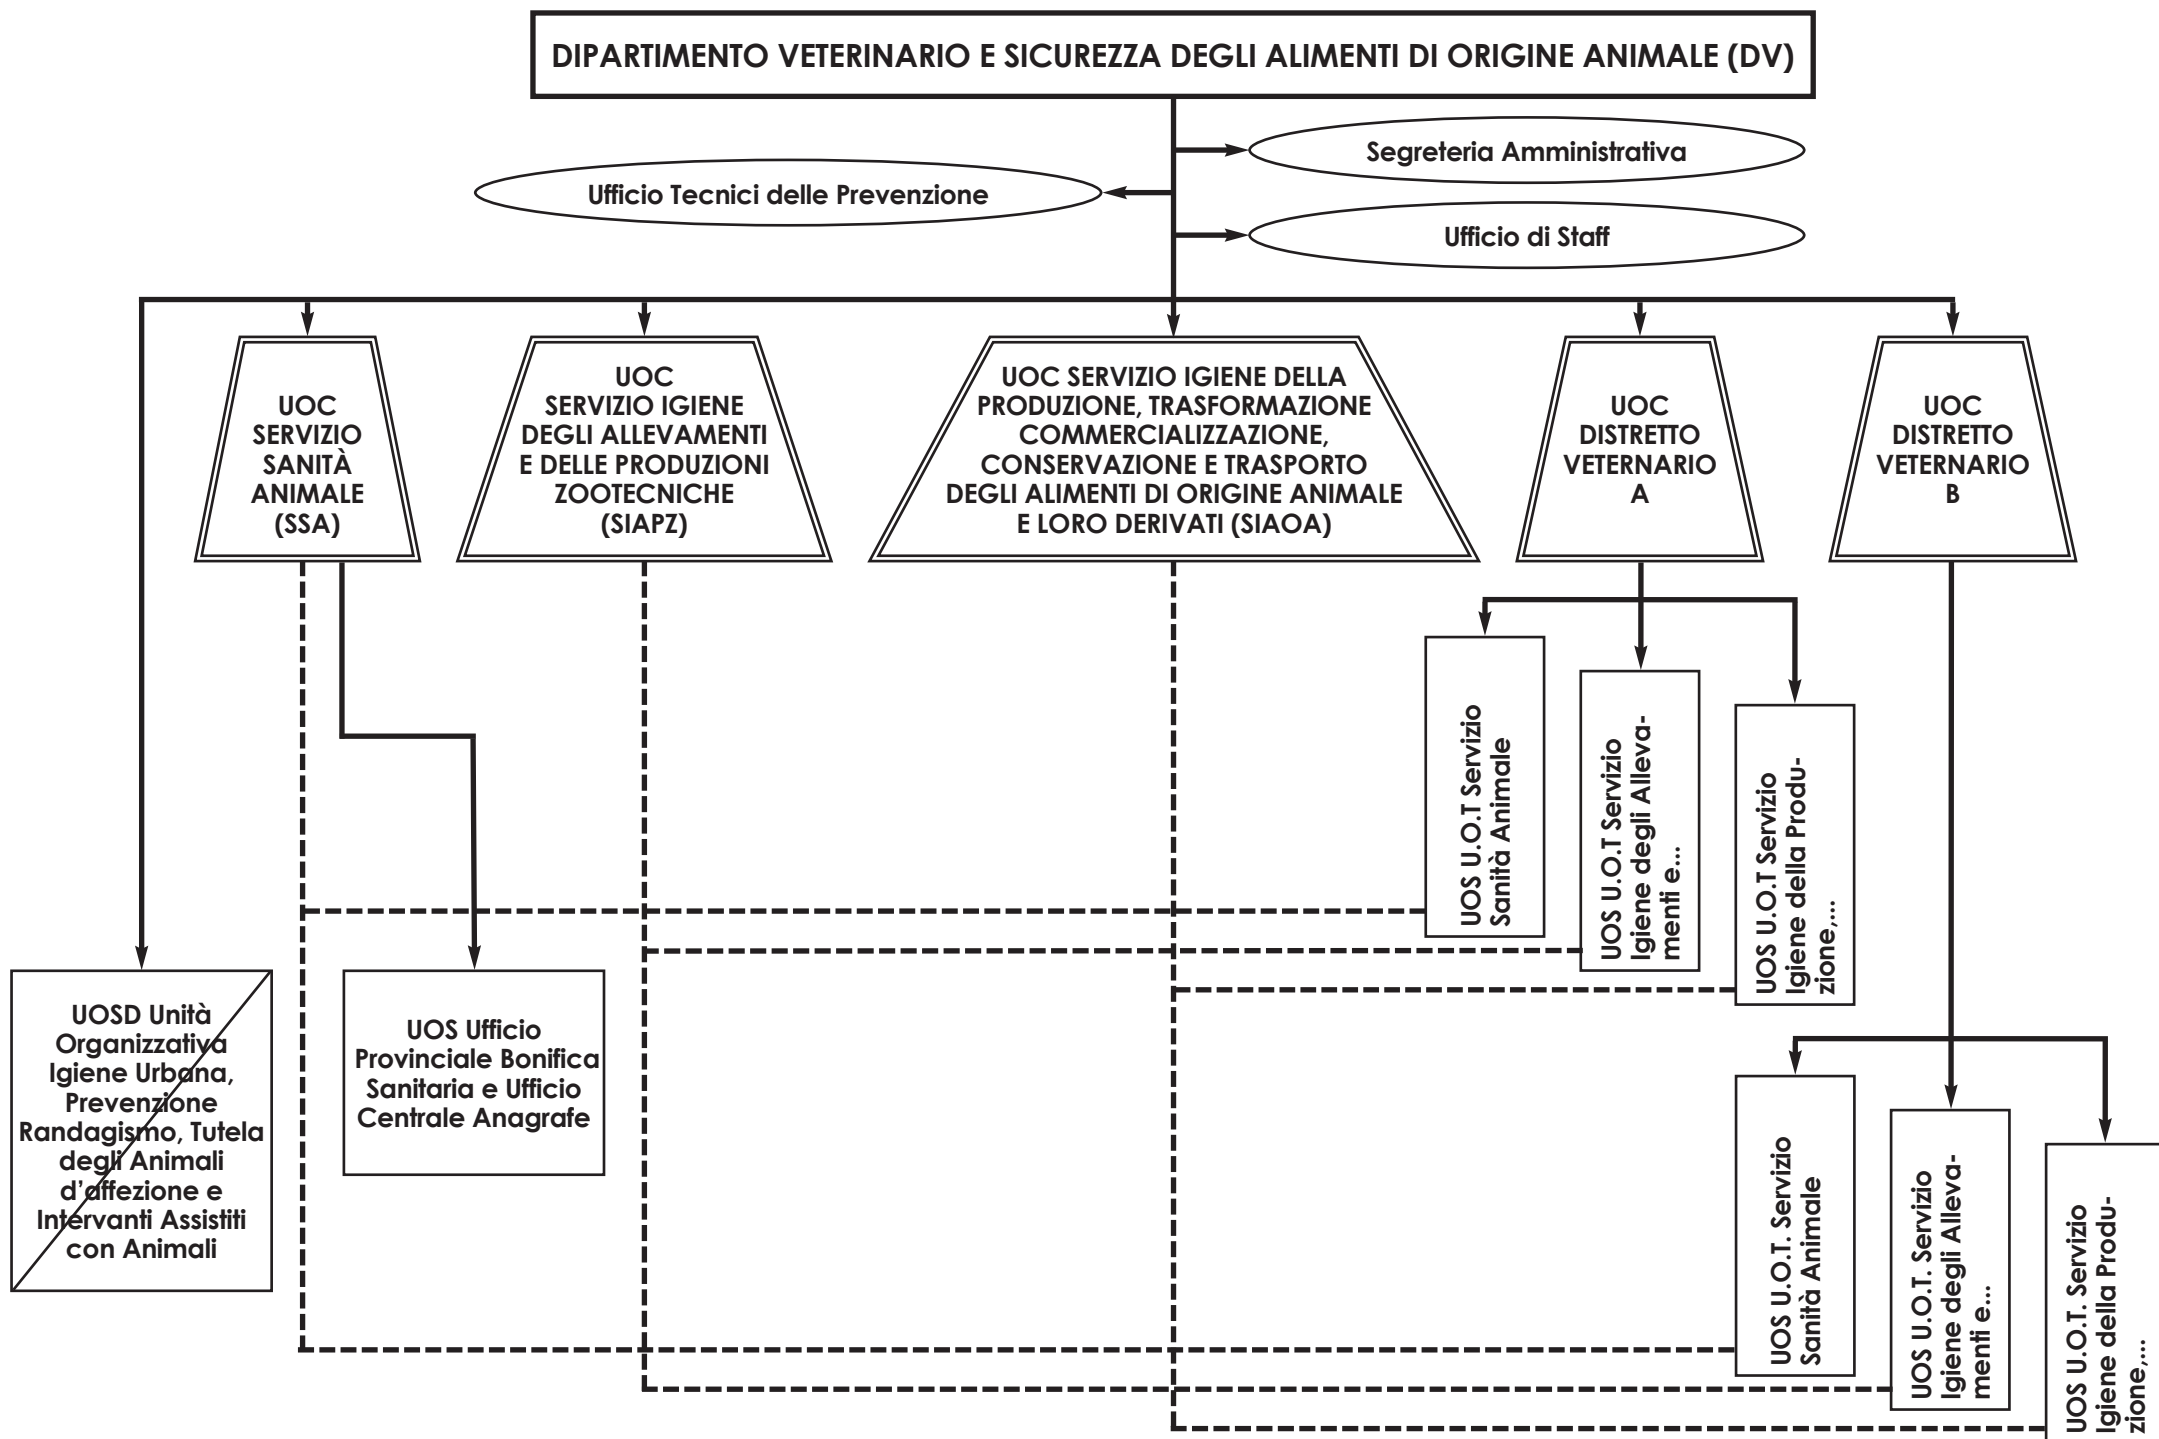 DIPARTIMENTO VETERINARIO E SICUREZZA DEGLI ALIMENTI DI ORIGINE ANIMALE (DV)
Segreteria Amministrativa
Ufficio Tecnici delle Prevenzione
Ufficio di Staff
UOC
SERVIZIO
SANITÀ
ANIMALE
(SSA)
UOC
SERVIZIO IGIENE
DEGLI ALLEVAMENTI
E DELLE PRODUZIONI
ZOOTECNICHE
(SIAPZ)
UOC SERVIZIO IGIENE DELLA
PRODUZIONE, TRASFORMAZIONE
COMMERCIALIZZAZIONE,
CONSERVAZIONE E TRASPORTO
DEGLI ALIMENTI DI ORIGINE ANIMALE
E LORO DERIVATI (SIAOA)
UOC
DISTRETTO
VETERNARIO
A
UOC
DISTRETTO
VETERNARIO
B
UOS U.O.T Servizio
Sanità Animale
UOS U.O.T Servizio
Igiene degli Alleva-
menti e...
UOS U.O.T Servizio
Igiene della Produ-
zione,...
UOSD Unità
Organizzativa
Igiene Urbana,
Prevenzione
Randagismo, Tutela
degli Animali
d'affezione e
Intervanti Assistiti
con Animali
UOS Ufficio
Provinciale Bonifica
Sanitaria e Ufficio
Centrale Anagrafe
UOS U.O.T. Servizio
Sanità Animale
UOS U.O.T. Servizio
Igiene degli Alleva-
menti e...
UOS U.O.T. Servizio
Igiene della Produ-
zione,...